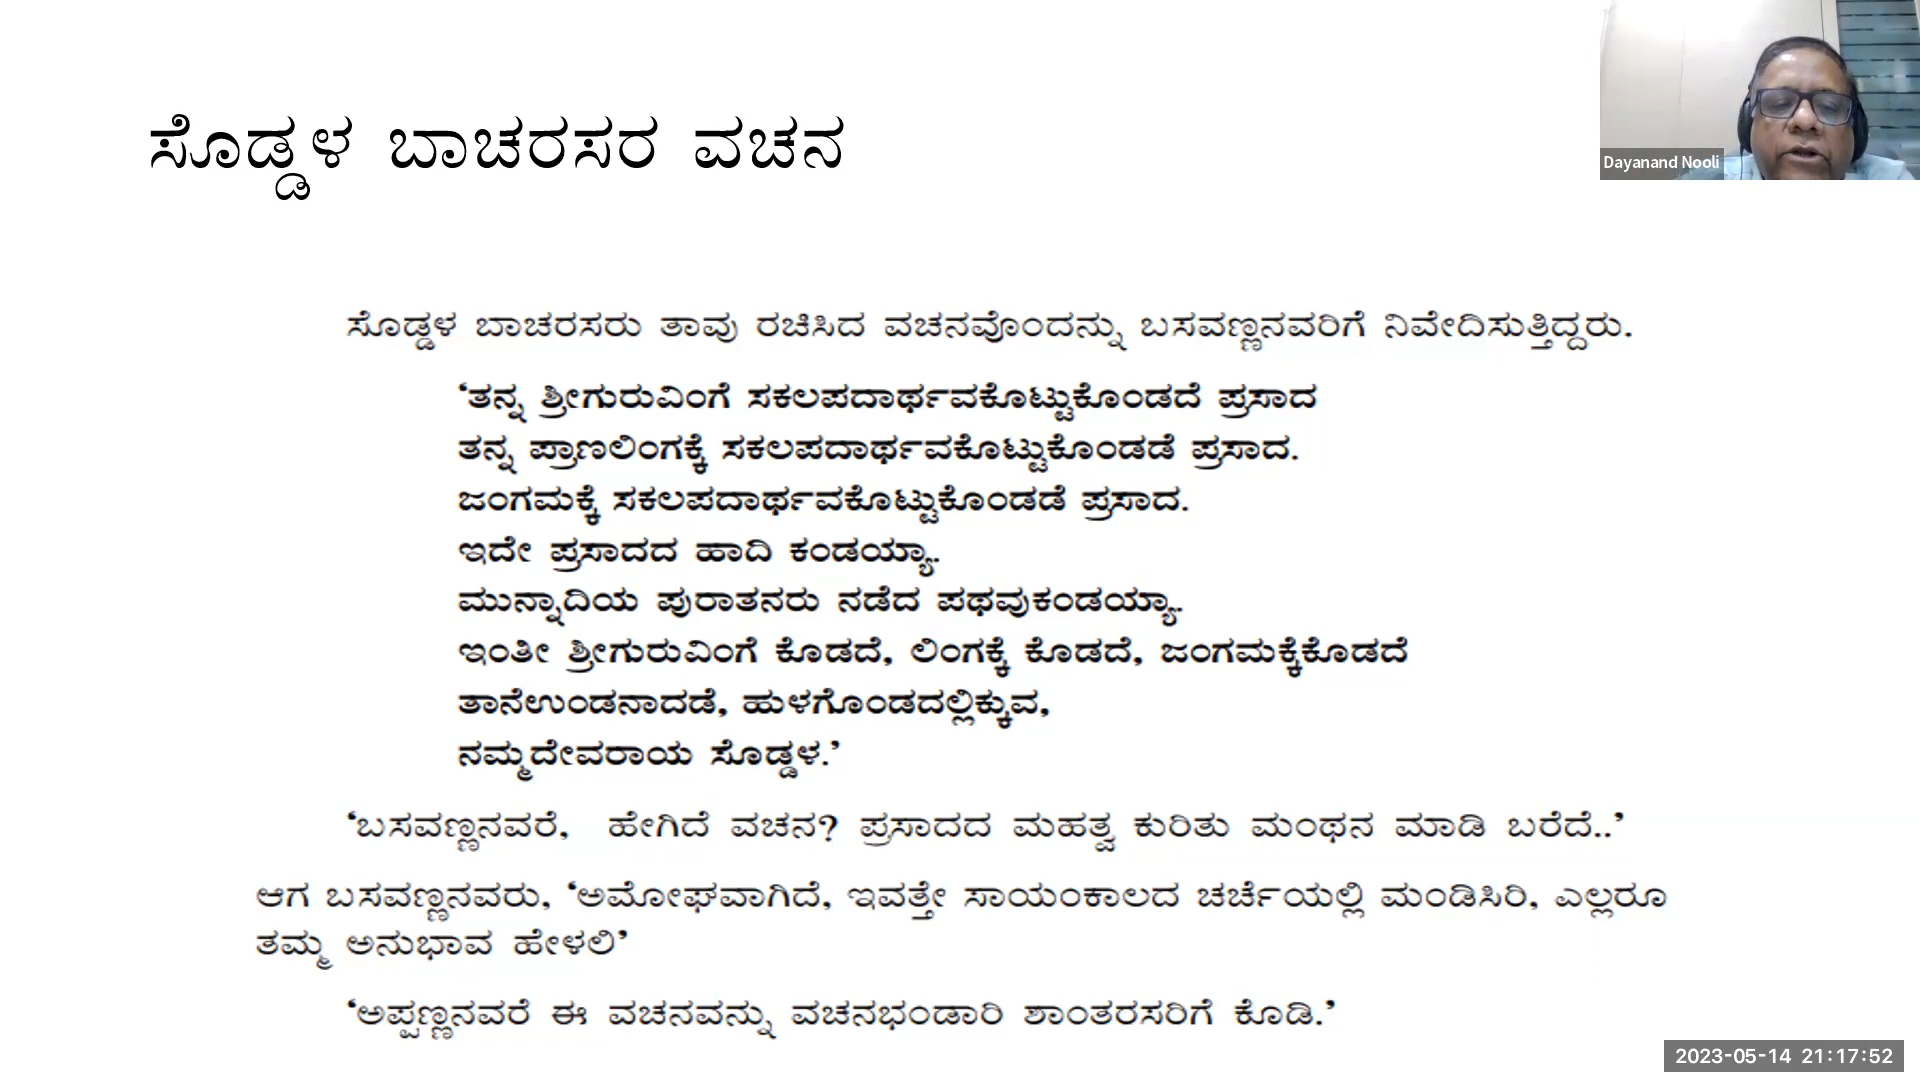 ಸೊಡ್ಡಳ ಬಾಚರಸರ ವಚನ
Dayanand Nooli
ಸೊಡ್ಡಳ ಬಾಚರಸರು ತಾವು ರಚಿಸಿದ ವಚನವೊಂದನ್ನು ಬಸವಣ್ಣನವರಿಗೆ ನಿವೇದಿಸುತ್ತಿದ್ದರು.
‘ತನ್ನ ಶ್ರೀಗುರುವಿಂಗೆ ಸಕಲಪದಾರ್ಥವಕೊಟ್ಟುಕೊಂಡದೆ ಪ್ರಸಾದ
ತನ್ನ ಪ್ರಾಣಲಿಂಗಕ್ಕೆ ಸಕಲಪದಾರ್ಥವಕೊಟ್ಟುಕೊಂಡಡೆ ಪ್ರಸಾದ.
ಜಂಗಮಕ್ಕೆ ಸಕಲಪದಾರ್ಥವಕೊಟ್ಟುಕೊಂಡಡೆ ಪ್ರಸಾದ.
ಇದೇ ಪ್ರಸಾದದ ಹಾದಿ ಕಂಡಯ್ಯಾ.
ಮುನ್ನಾದಿಯ ಪುರಾತನರು ನಡೆದ ಪಥವುಕಂಡಯ್ಯಾ.
ಇಂತೀ ಶ್ರೀಗುರುವಿಂಗೆ ಕೊಡದೆ, ಲಿಂಗಕ್ಕೆ ಕೊಡದೆ, ಜಂಗಮಕ್ಕೆಕೊಡದೆ
ತಾನೆಉಂಡನಾದಡೆ, ಹುಳಗೊಂಡದಲ್ಲಿಕ್ಕುವ,
ನಮ್ಮದೇವರಾಯ ಸೊಡ್ಡಳ.’
‘ಬಸವಣ್ಣನವರೆ, ಹೇಗಿದೆ ವಚನ? ಪ್ರಸಾದದ ಮಹತ್ವ ಕುರಿತು ಮಂಥನ ಮಾಡಿ ಬರೆದೆ..’
ಆಗ ಬಸವಣ್ಣನವರು, ‘ಅಮೋಘವಾಗಿದೆ, ಇವತ್ತೇ ಸಾಯಂಕಾಲದ ಚರ್ಚೆಯಲ್ಲಿ ಮಂಡಿಸಿರಿ, ಎಲ್ಲರೂ
ತಮ್ಮ ಅನುಭಾವ ಹೇಳಲಿ’
‘ಅಪ್ಪಣ್ಣನವರೆ ಈ ವಚನವನ್ನು ವಚನಭಂಡಾರಿ ಶಾಂತರಸರಿಗೆ ಕೊಡಿ.’
2023-05-14 21:17:52